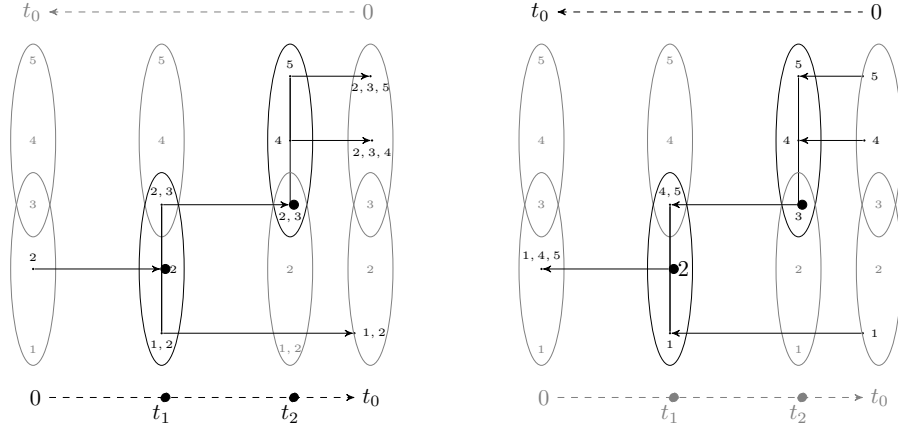 t₀ 0 t₀ 0
5 5 5 5 5 5
2, 3, 5 5
4 4 4 4 4 4 4
2, 3, 4
3 2, 3 3 3 4, 5 3
2, 3 3
2 2 2 2 1, 4, 5 2 2 2
1, 2 1
1 1, 2 1, 2 1 1 1 1
0 t₀ 0 t₀
t₁ t₂ t₁ t₂